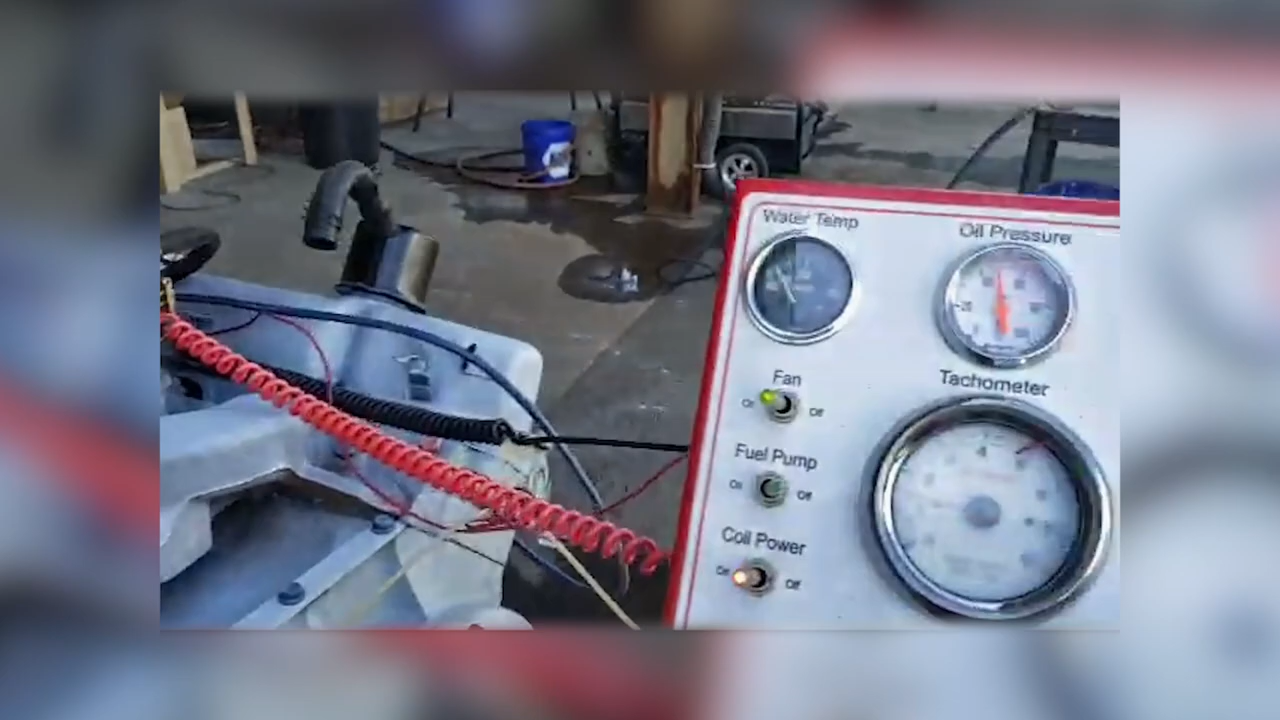 Water Temp
Oil Pressure
Fan
On Off
Tachometer
Fuel Pump
On Off
Coil Power
On Off